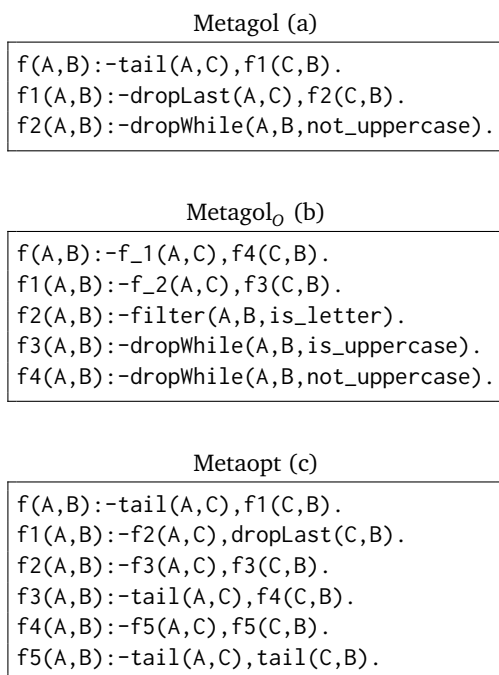 Metagol (a)
f(A,B):-tail(A,C),f1(C,B).
f1(A,B):-dropLast(A,C),f2(C,B).
f2(A,B):-dropWhile(A,B,not_uppercase).
Metagol_O (b)
f(A,B):-f_1(A,C),f4(C,B).
f1(A,B):-f_2(A,C),f3(C,B).
f2(A,B):-filter(A,B,is_letter).
f3(A,B):-dropWhile(A,B,is_uppercase).
f4(A,B):-dropWhile(A,B,not_uppercase).
Metaopt (c)
f(A,B):-tail(A,C),f1(C,B).
f1(A,B):-f2(A,C),dropLast(C,B).
f2(A,B):-f3(A,C),f3(C,B).
f3(A,B):-tail(A,C),f4(C,B).
f4(A,B):-f5(A,C),f5(C,B).
f5(A,B):-tail(A,C),tail(C,B).